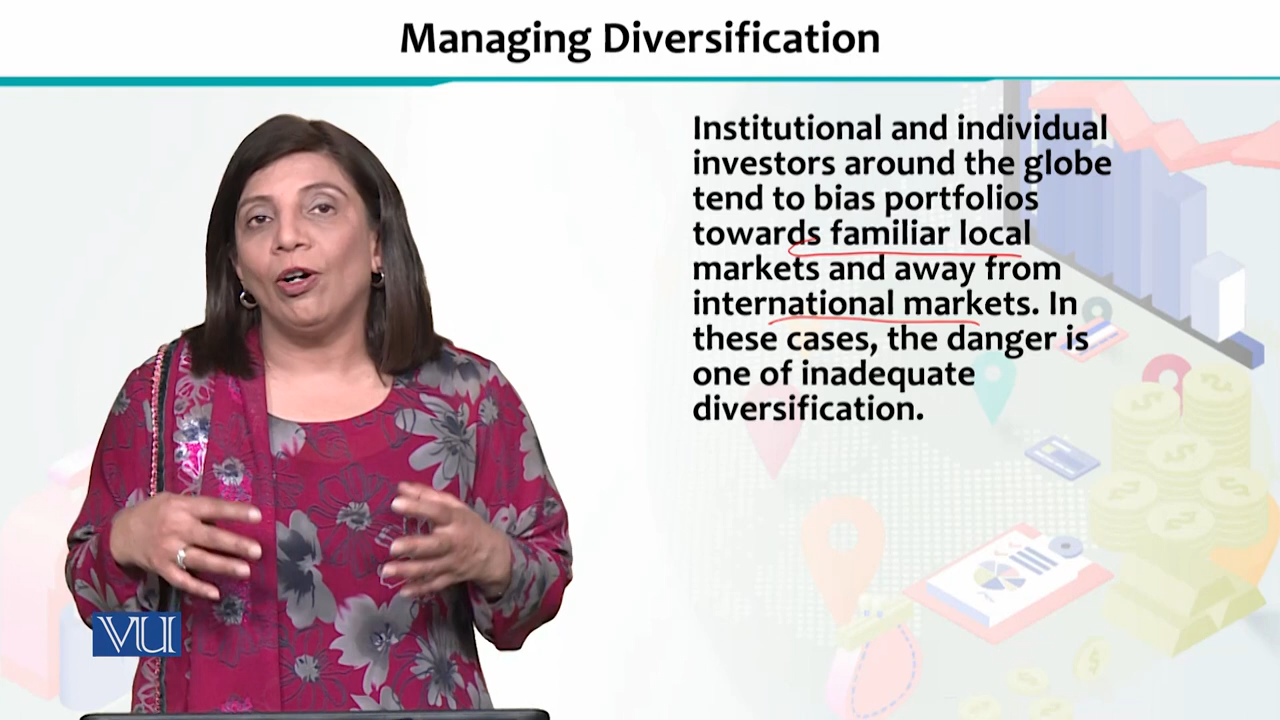 Managing Diversification
Institutional and individual
investors around the globe
tend to bias portfolios
towards familiar local
markets and away from
international markets. In
these cases, the danger is
one of inadequate
diversification.
VU